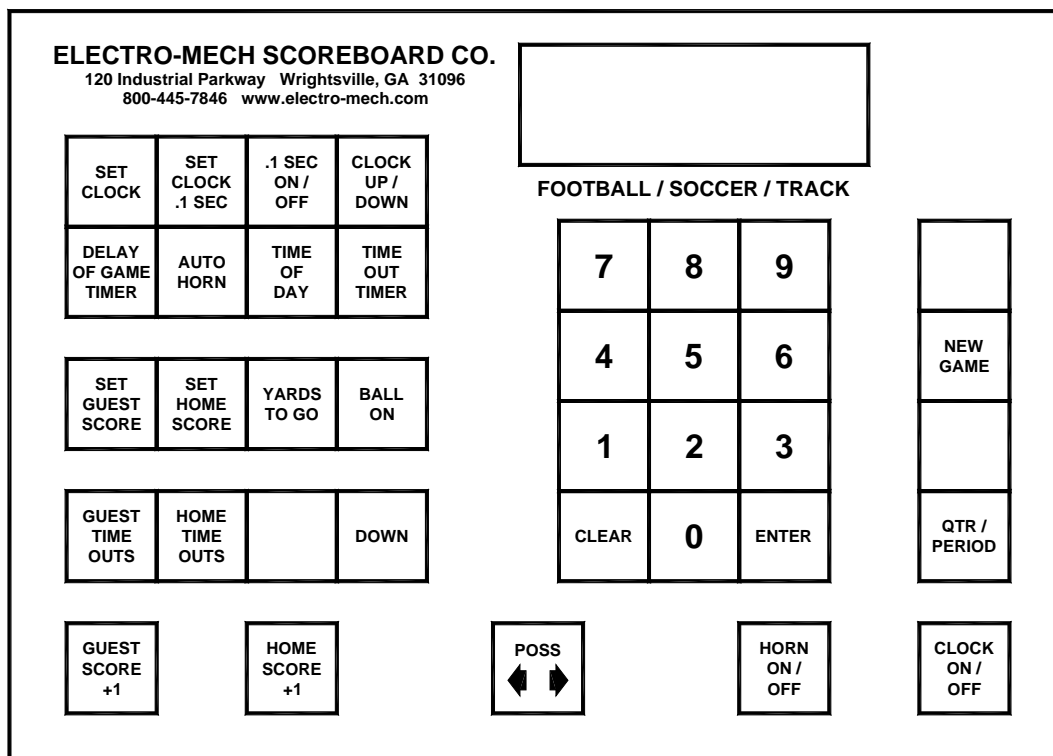 ELECTRO-MECH SCOREBOARD CO.
120 Industrial Parkway Wrightsville, GA 31096
800-445-7846 www.electro-mech.com
SET
CLOCK
SET
CLOCK
.1 SEC
.1 SEC
ON /
OFF
CLOCK
UP /
DOWN
DELAY
OF GAME
TIMER
AUTO
HORN
TIME
OF
DAY
TIME
OUT
TIMER
SET
GUEST
SCORE
SET
HOME
SCORE
YARDS
TO GO
BALL
ON
GUEST
TIME
OUTS
HOME
TIME
OUTS
DOWN
GUEST
SCORE
+1
HOME
SCORE
+1
FOOTBALL / SOCCER / TRACK
7
8
9
4
5
6
1
2
3
CLEAR
0
ENTER
NEW
GAME
QTR /
PERIOD
POSS
HORN
ON /
OFF
CLOCK
ON /
OFF